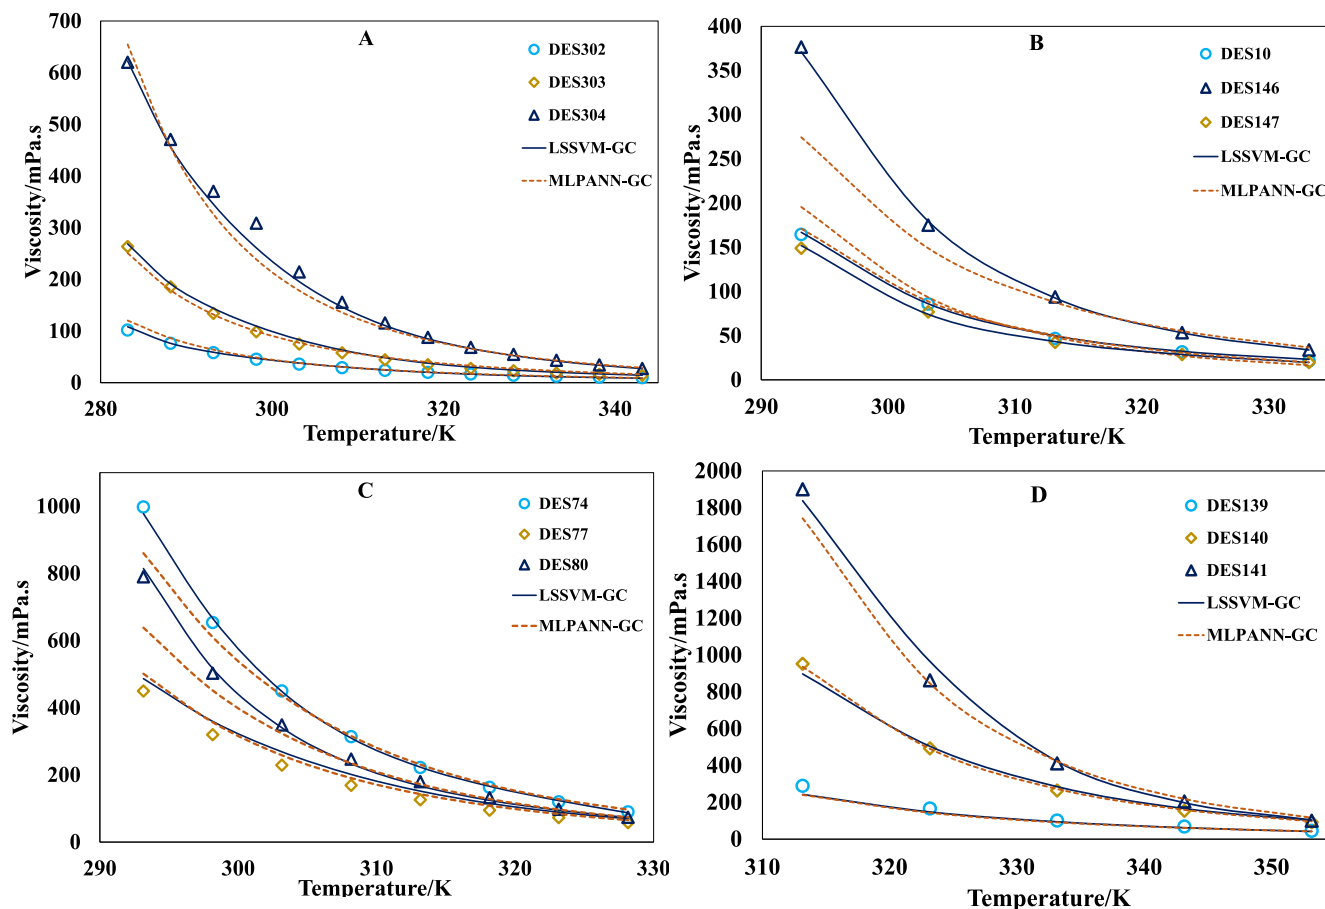 A
700
600
500
400
300
200
100
0
Viscosity/mPa.s
DES302
DES303
DES304
LSSVM-GC
MLPANN-GC
280
300
320
340
Temperature/K
B
400
350
300
250
200
150
100
50
0
Viscosity/mPa.s
DES10
DES146
DES147
LSSVM-GC
MLPANN-GC
290
300
310
320
330
Temperature/K
C
1000
800
600
400
200
0
Viscosity/mPa.s
DES74
DES77
DES80
LSSVM-GC
MLPANN-GC
290
300
310
320
330
Temperature/K
D
2000
1800
1600
1400
1200
1000
800
600
400
200
0
Viscosity/mPa.s
DES139
DES140
DES141
LSSVM-GC
MLPANN-GC
310
320
330
340
350
Temperature/K